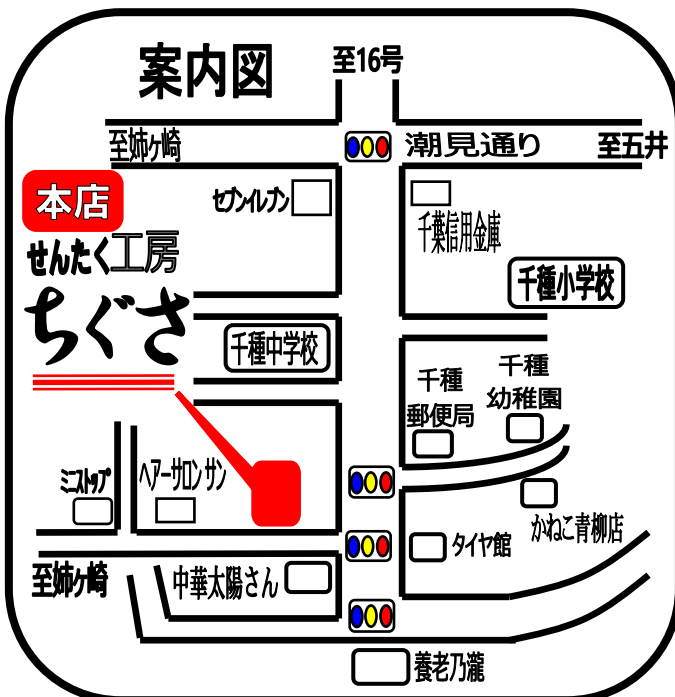 案内図
至16号
至姉ヶ崎
潮見通り
至五井
本店
せんたく工房
ちぐさ
セブンイレブン
千葉信用金庫
千種小学校
千種中学校
千種
郵便局
千種
幼稚園
ミニストップ
ヘアーサロン サン
タイヤ館
かねこ青柳店
至姉ヶ崎
中華太陽さん
養老乃瀧